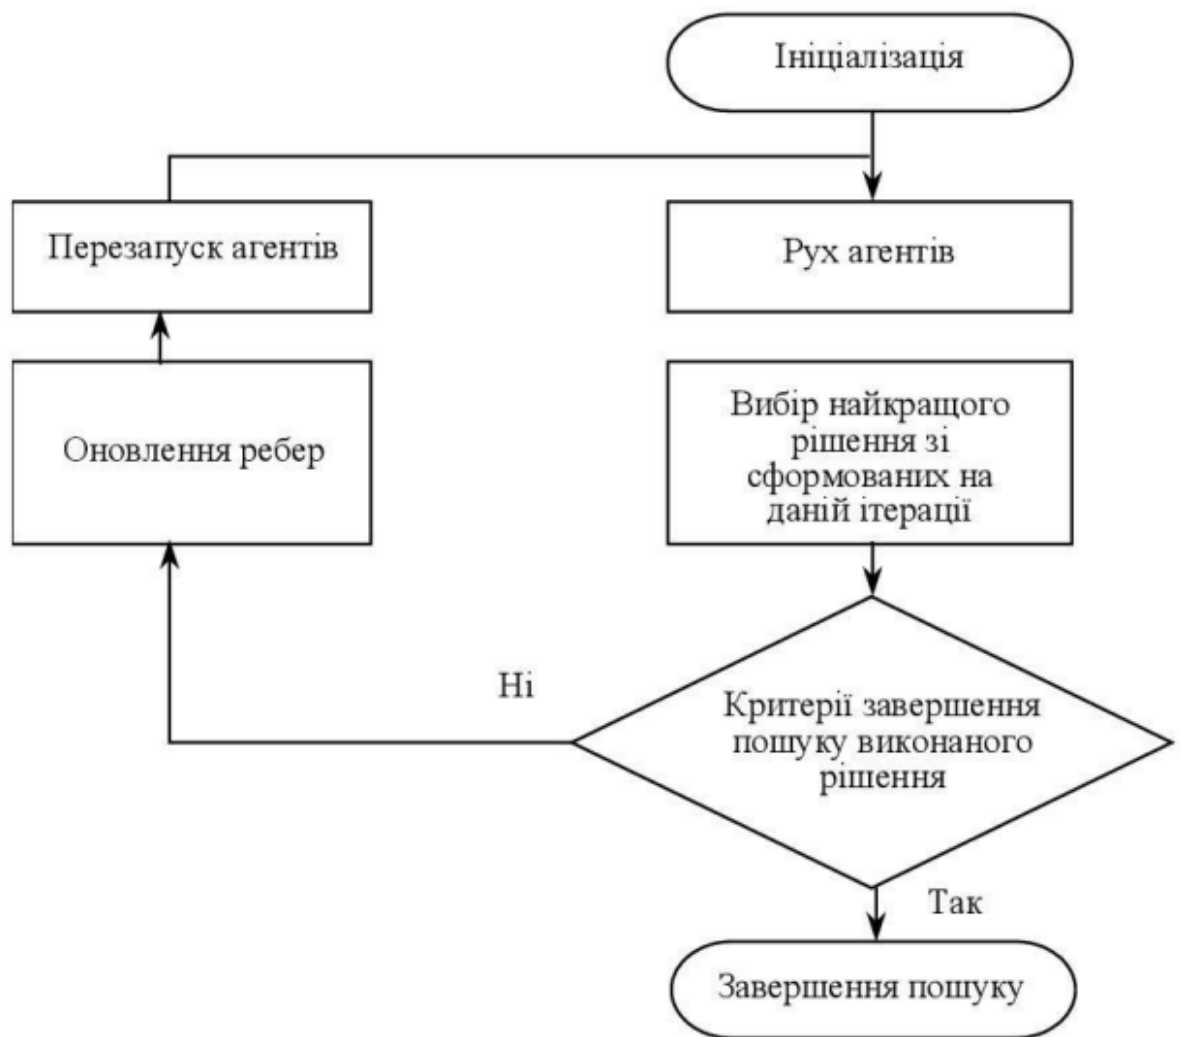 Ініціалізація
Перезапуск агентів
Рух агентів
Оновлення ребер
Вибір найкращого
рішення зі
сформованих на
даній ітерації
Ні
Критерії завершення
пошуку виконаного
рішення
Так
Завершення пошуку